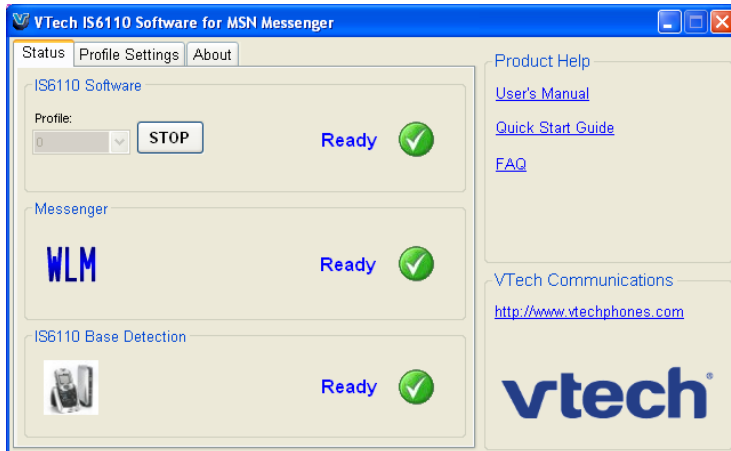 VTech IS6110 Software for MSN Messenger
Status
Profile Settings
About
IS6110 Software
Profile:
0
STOP
Ready
Messenger
WLM
Ready
IS6110 Base Detection
Ready
Product Help
User's Manual
Quick Start Guide
FAQ
VTech Communications
http://www.vtechphones.com
vtech®